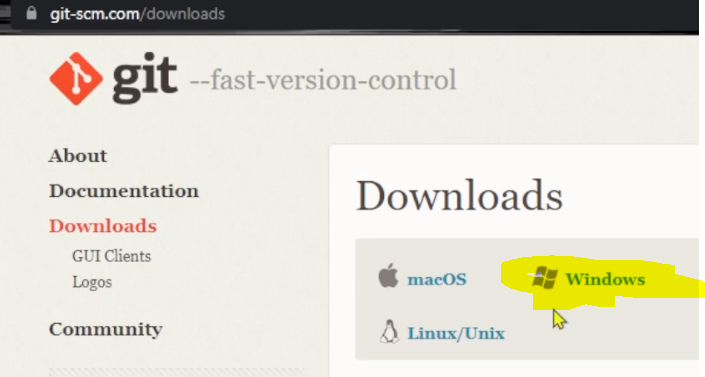 git-scm.com/downloads
git --fast-version-control
About
Documentation
Downloads
GUI Clients
Logos
Community
Downloads
macOS
Windows
Linux/Unix